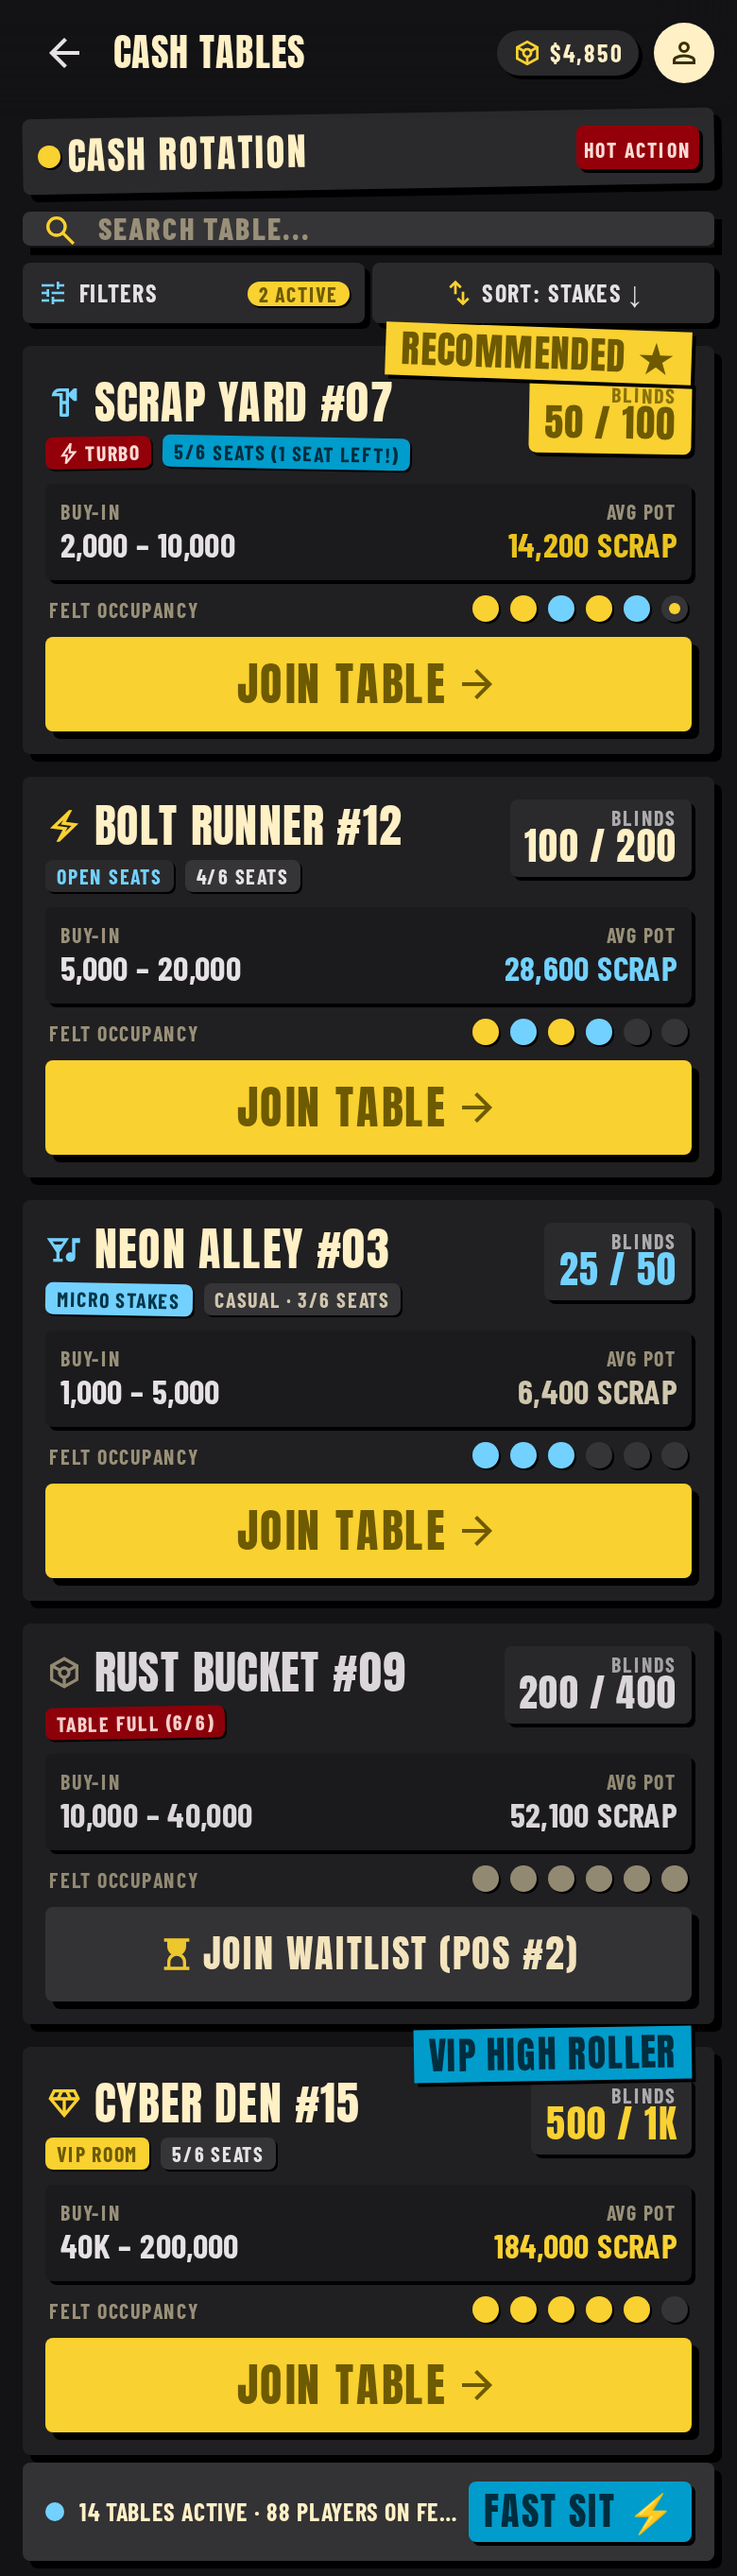 CASH TABLES
$4,850
CASH ROTATION
HOT ACTION
SEARCH TABLE...
FILTERS
2 ACTIVE
SORT: STAKES ↓
RECOMMENDED ★
SCRAP YARD #07
BLINDS
50 / 100
TURBO
5/6 SEATS (1 SEAT LEFT!)
BUY-IN
AVG POT
2,000 – 10,000
14,200 SCRAP
FELT OCCUPANCY
JOIN TABLE →
BOLT RUNNER #12
BLINDS
100 / 200
OPEN SEATS
4/6 SEATS
BUY-IN
AVG POT
5,000 – 20,000
28,600 SCRAP
FELT OCCUPANCY
JOIN TABLE →
NEON ALLEY #03
BLINDS
25 / 50
MICRO STAKES
CASUAL · 3/6 SEATS
BUY-IN
AVG POT
1,000 – 5,000
6,400 SCRAP
FELT OCCUPANCY
JOIN TABLE →
RUST BUCKET #09
BLINDS
200 / 400
TABLE FULL (6/6)
BUY-IN
AVG POT
10,000 – 40,000
52,100 SCRAP
FELT OCCUPANCY
JOIN WAITLIST (POS #2)
VIP HIGH ROLLER
CYBER DEN #15
BLINDS
500 / 1K
VIP ROOM
5/6 SEATS
BUY-IN
AVG POT
40K – 200,000
184,000 SCRAP
FELT OCCUPANCY
JOIN TABLE →
14 TABLES ACTIVE · 88 PLAYERS ON FE...
FAST SIT ⚡